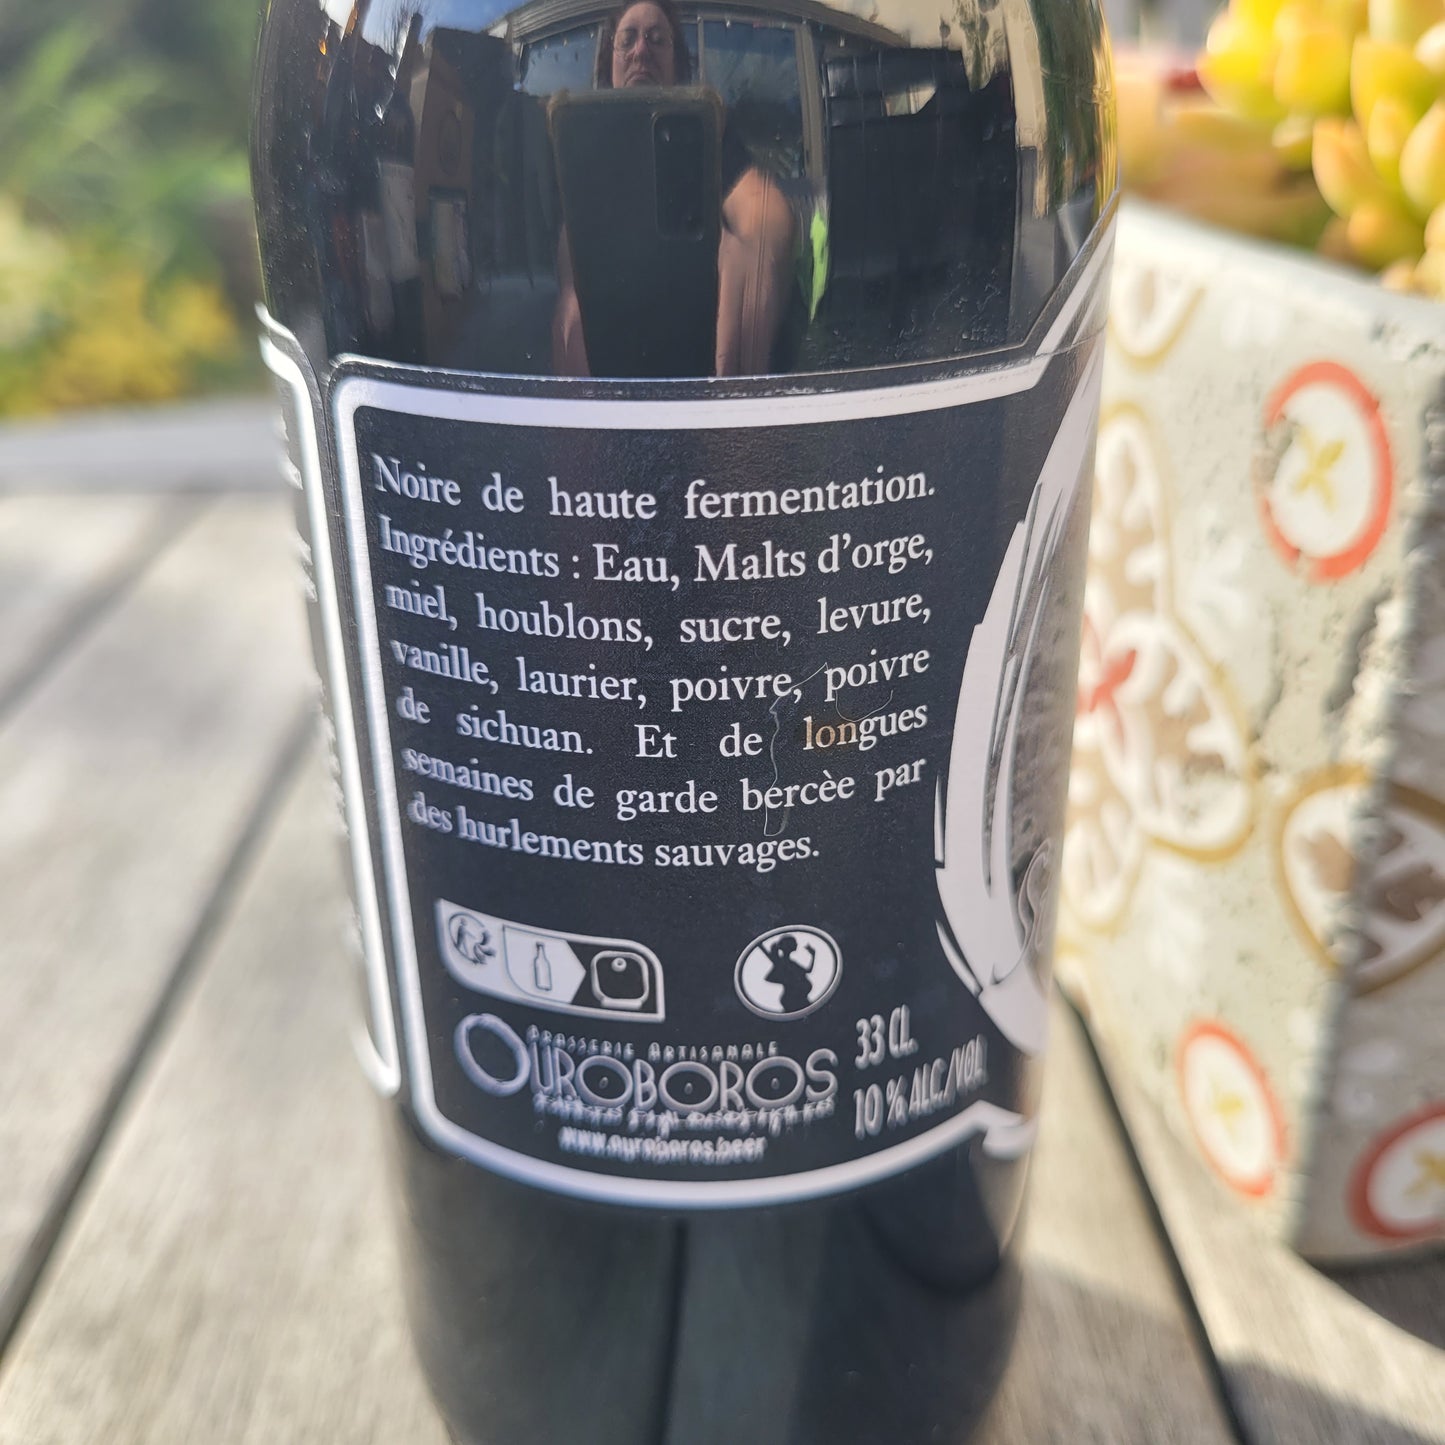 Noire de haute fermentation.
Ingrédients : Eau, Malts d’orge,
miel, houblons, sucre, levure,
vanille, laurier, poivre, poivre
de sichuan. Et de longues
semaines de garde bercèe par
des hurlements sauvages.
BRASSERIE ARTISANALE
OUROBOROS
www.ouroboros.beer
33 CL
10 % ALC./VOL